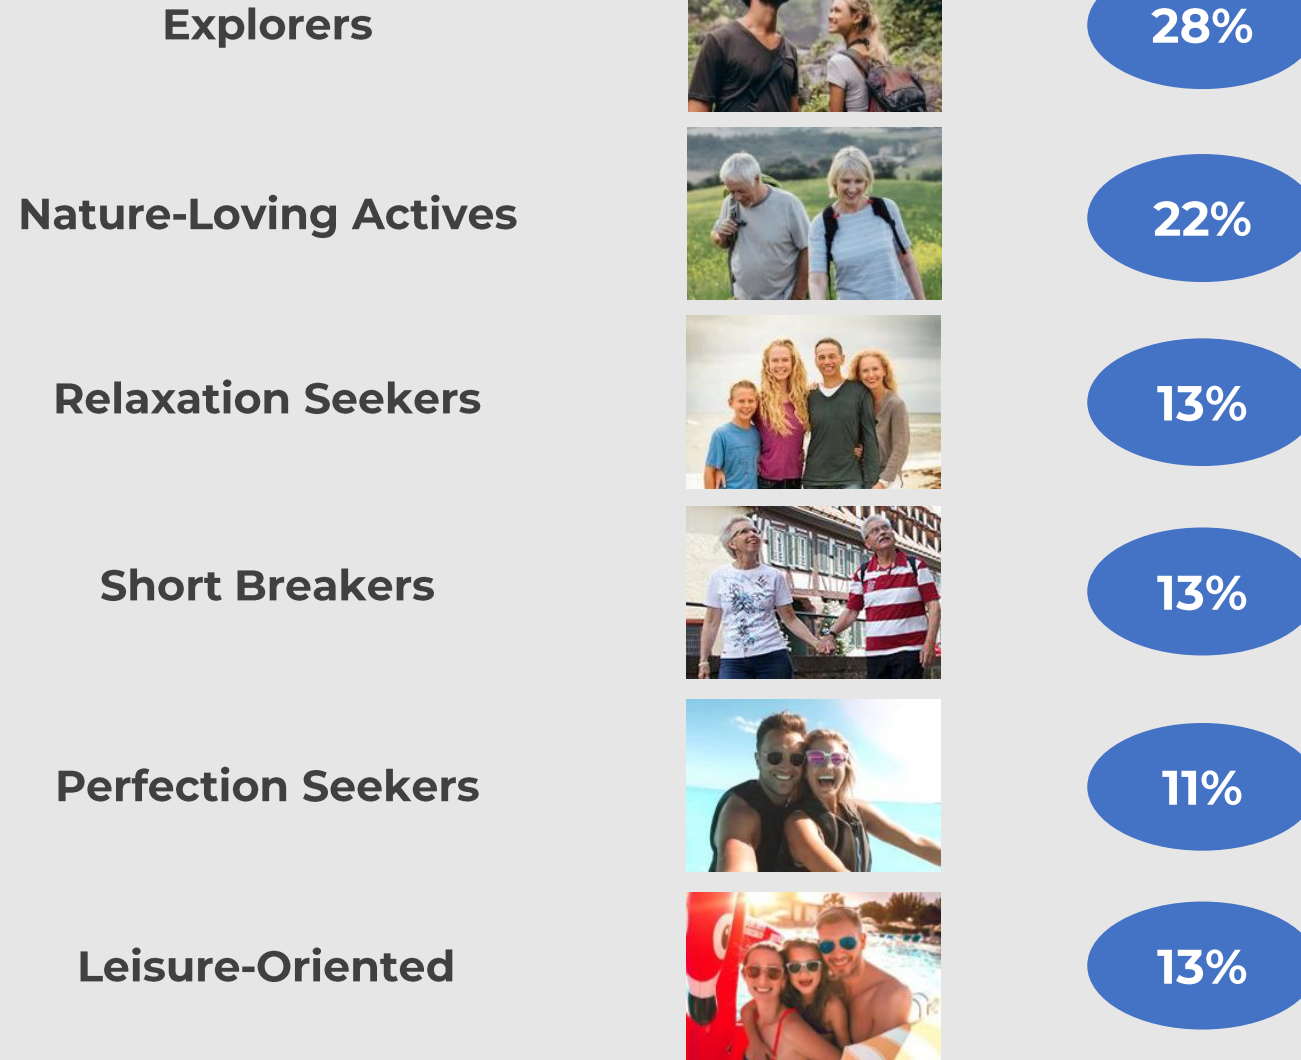 Explorers
28%
Nature-Loving Actives
22%
Relaxation Seekers
13%
Short Breakers
13%
Perfection Seekers
11%
Leisure-Oriented
13%